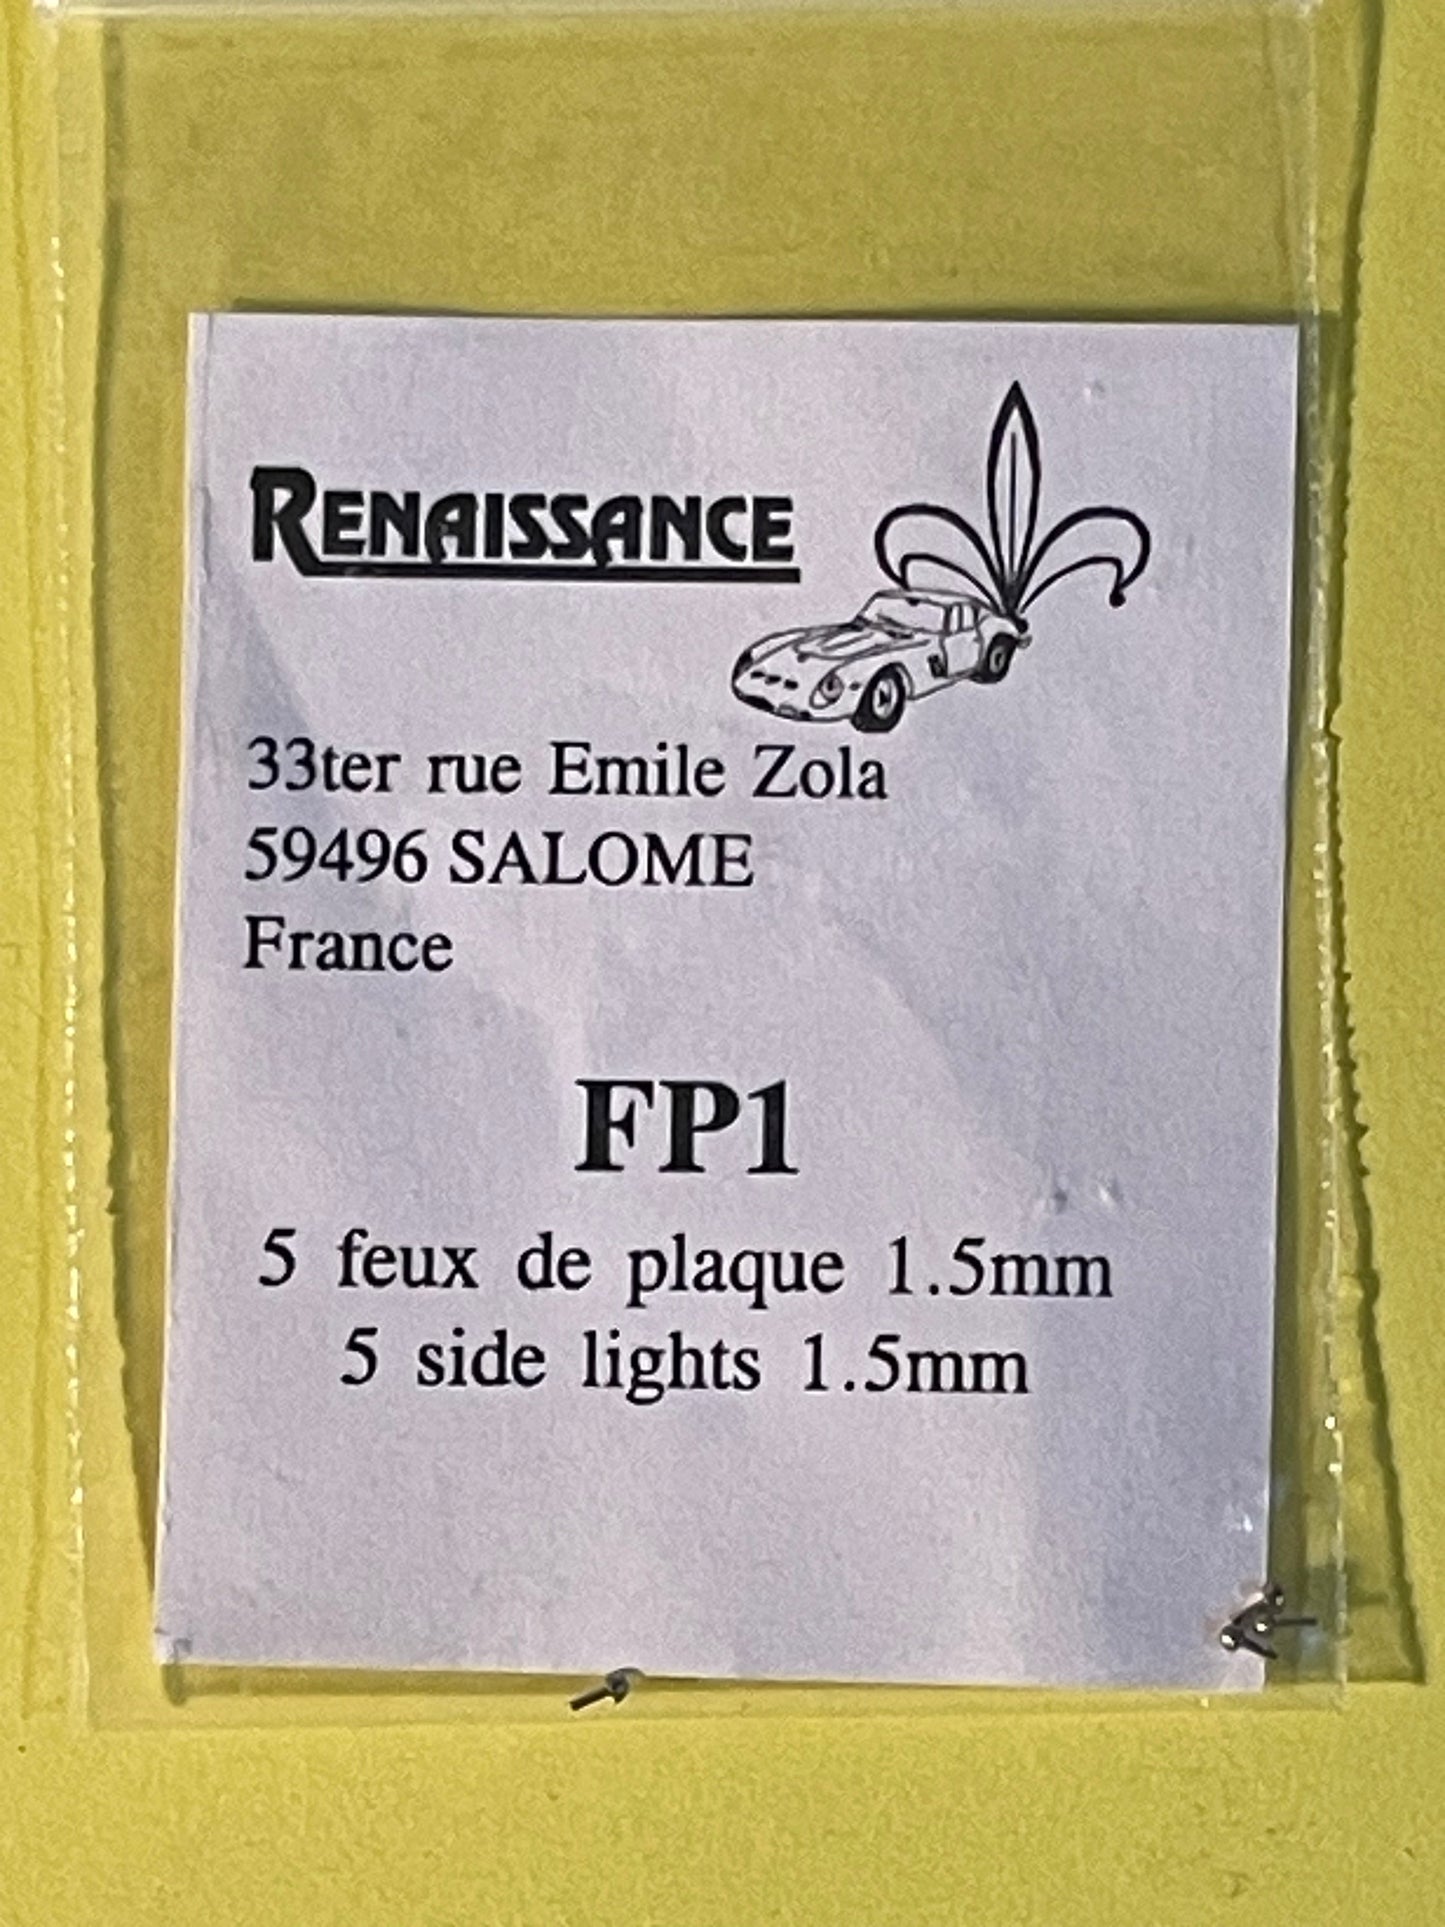 RENAISSANCE
33ter rue Emile Zola
59496 SALOME
France
FP1
5 feux de plaque 1.5mm
5 side lights 1.5mm